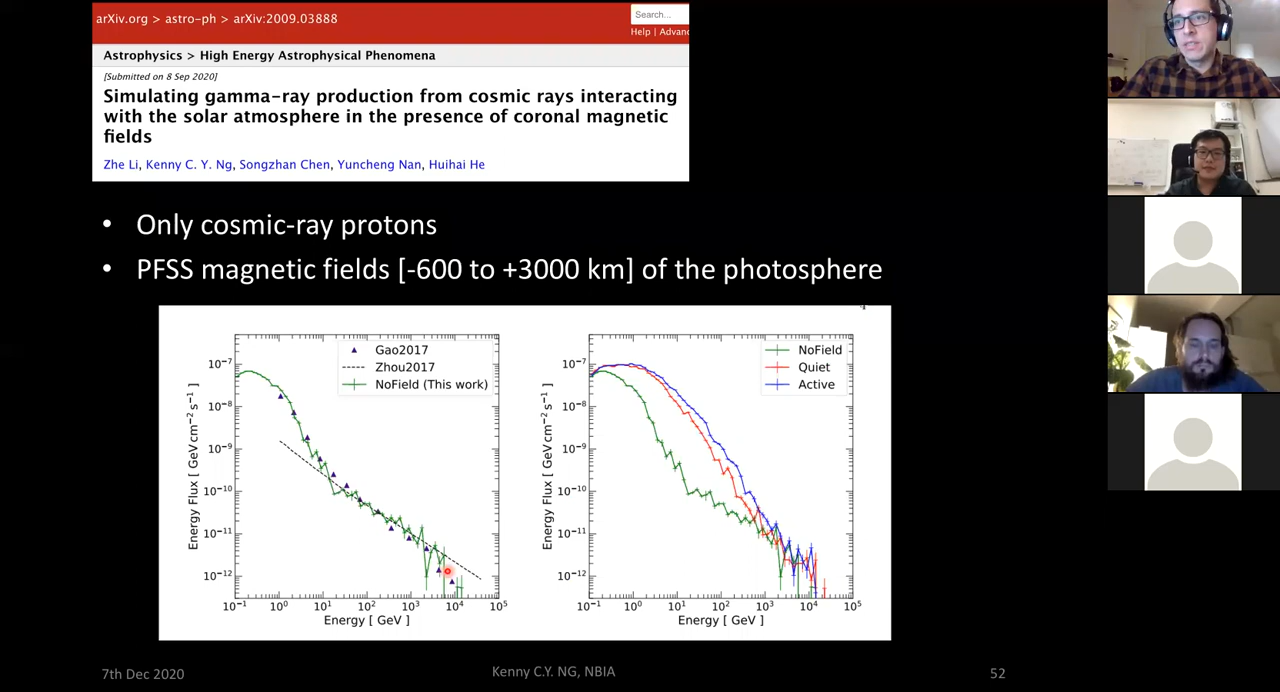 arXiv.org > astro-ph > arXiv:2009.03888
Search...
Help | Advanc
Astrophysics > High Energy Astrophysical Phenomena
[Submitted on 8 Sep 2020]
Simulating gamma-ray production from cosmic rays interacting
with the solar atmosphere in the presence of coronal magnetic
fields
Zhe Li, Kenny C. Y. Ng, Songzhan Chen, Yuncheng Nan, Huihai He
• Only cosmic-ray protons
• PFSS magnetic fields [-600 to +3000 km] of the photosphere
Gao2017
Zhou2017
NoField (This work)
10⁻⁷
10⁻⁸
10⁻⁹
10⁻¹⁰
10⁻¹¹
10⁻¹²
Energy Flux [ GeV cm⁻² s⁻¹ ]
10⁻¹ 10⁰ 10¹ 10² 10³ 10⁴ 10⁵
Energy [ GeV ]
NoField
Quiet
Active
10⁻⁷
10⁻⁸
10⁻⁹
10⁻¹⁰
10⁻¹¹
10⁻¹²
Energy Flux [ GeV cm⁻² s⁻¹ ]
10⁻¹ 10⁰ 10¹ 10² 10³ 10⁴ 10⁵
Energy [ GeV ]
7th Dec 2020
Kenny C.Y. NG, NBIA
52